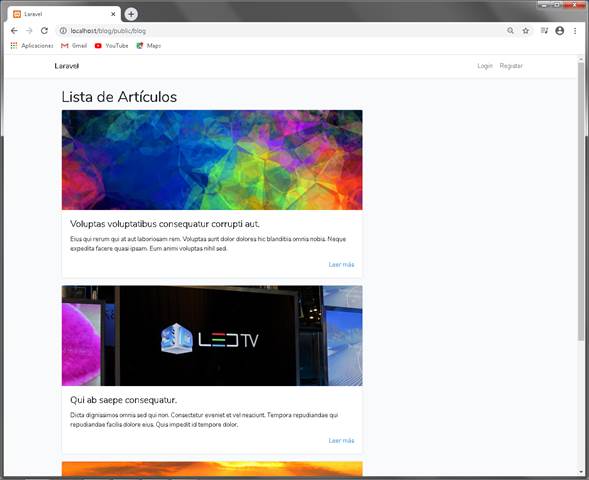 Laravel
localhost/blog/public/blog
Aplicaciones Gmail YouTube Maps
Laravel Login Register
Lista de Artículos
Voluptas voluptatibus consequatur corrupti aut.
Eius qui rerum qui at aut laboriosam rem. Voluptas sunt dolor dolores hic blanditiis omnis nobis. Neque
expedita facere quasi ipsam. Eum animi voluptas nihil sed.
Leer más
LED TV
Qui ab saepe consequatur.
Dicta dignissimos omnis sed qui non. Consectetur eveniet et vel nesciunt. Tempora repudiandae qui
repudiandae facilis dolore eius. Quis impedit id tempore dolor.
Leer más